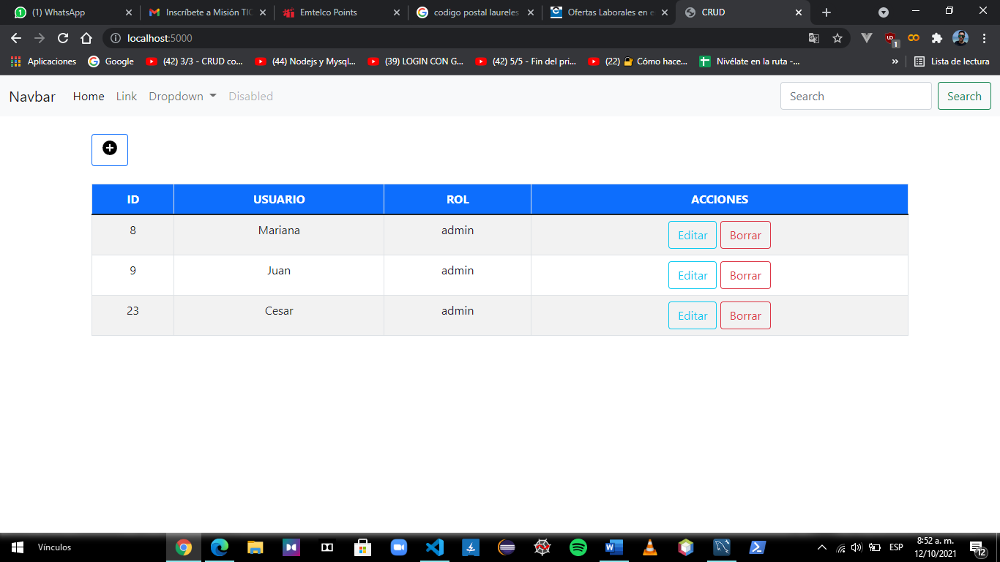 (1) WhatsApp
Inscríbete a Misión TIC
Emtelco Points
codigo postal laureles
Ofertas Laborales en e
CRUD
localhost:5000
1
Aplicaciones
Google
(42) 3/3 - CRUD co...
(44) Nodejs y Mysql...
(39) LOGIN CON G...
(42) 5/5 - Fin del pri...
(22) 🔐 Cómo hace...
Nivélate en la ruta -...
»
Lista de lectura
Navbar
Home
Link
Dropdown
Disabled
Search
Search
ID USUARIO ROL ACCIONES
8 Mariana admin Editar Borrar
9 Juan admin Editar Borrar
23 Cesar admin Editar Borrar
Vínculos
ESP
8:52 a. m.
12/10/2021
12